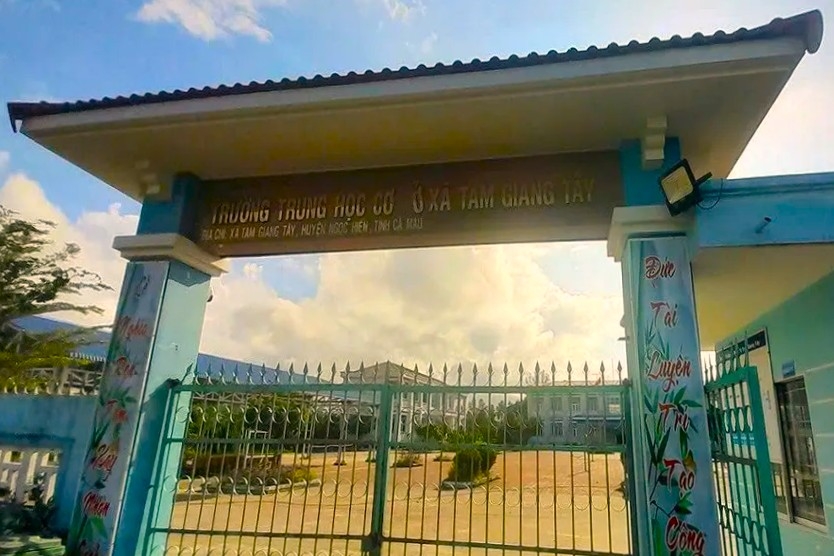 TRƯỜNG TRUNG HỌC CƠ Ở XÃ TAM GIANG TÂY
ĐỊA CHỈ: XÃ TAM GIANG TÂY, HUYỆN NGỌC HIỂN, TỈNH CÀ MAU
Đức
Tài
Luyện
Trí
Tạo
Công